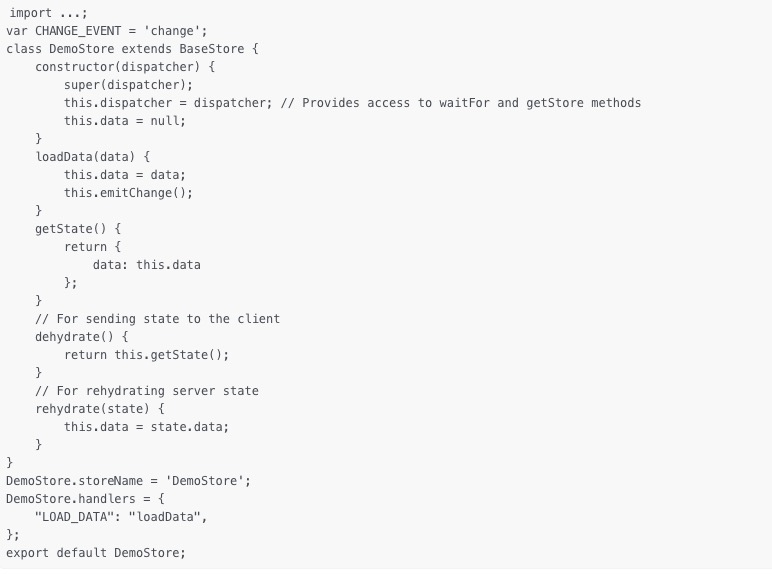 import ...;
var CHANGE_EVENT = 'change';
class DemoStore extends BaseStore {
    constructor(dispatcher) {
        super(dispatcher);
        this.dispatcher = dispatcher; // Provides access to waitFor and getStore methods
        this.data = null;
    }
    loadData(data) {
        this.data = data;
        this.emitChange();
    }
    getState() {
        return {
            data: this.data
        };
    }
    // For sending state to the client
    dehydrate() {
        return this.getState();
    }
    // For rehydrating server state
    rehydrate(state) {
        this.data = state.data;
    }
}
DemoStore.storeName = 'DemoStore';
DemoStore.handlers = {
    "LOAD_DATA": "loadData",
};
export default DemoStore;